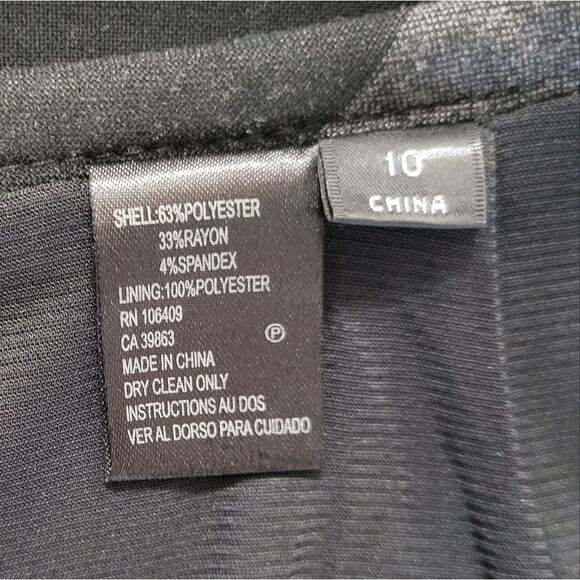 SHELL:63%POLYESTER
33%RAYON
4%SPANDEX
LINING:100%POLYESTER
RN 106409
CA 39863
P
MADE IN CHINA
DRY CLEAN ONLY
INSTRUCTIONS AU DOS
VER AL DORSO PARA CUIDADO
10
CHINA